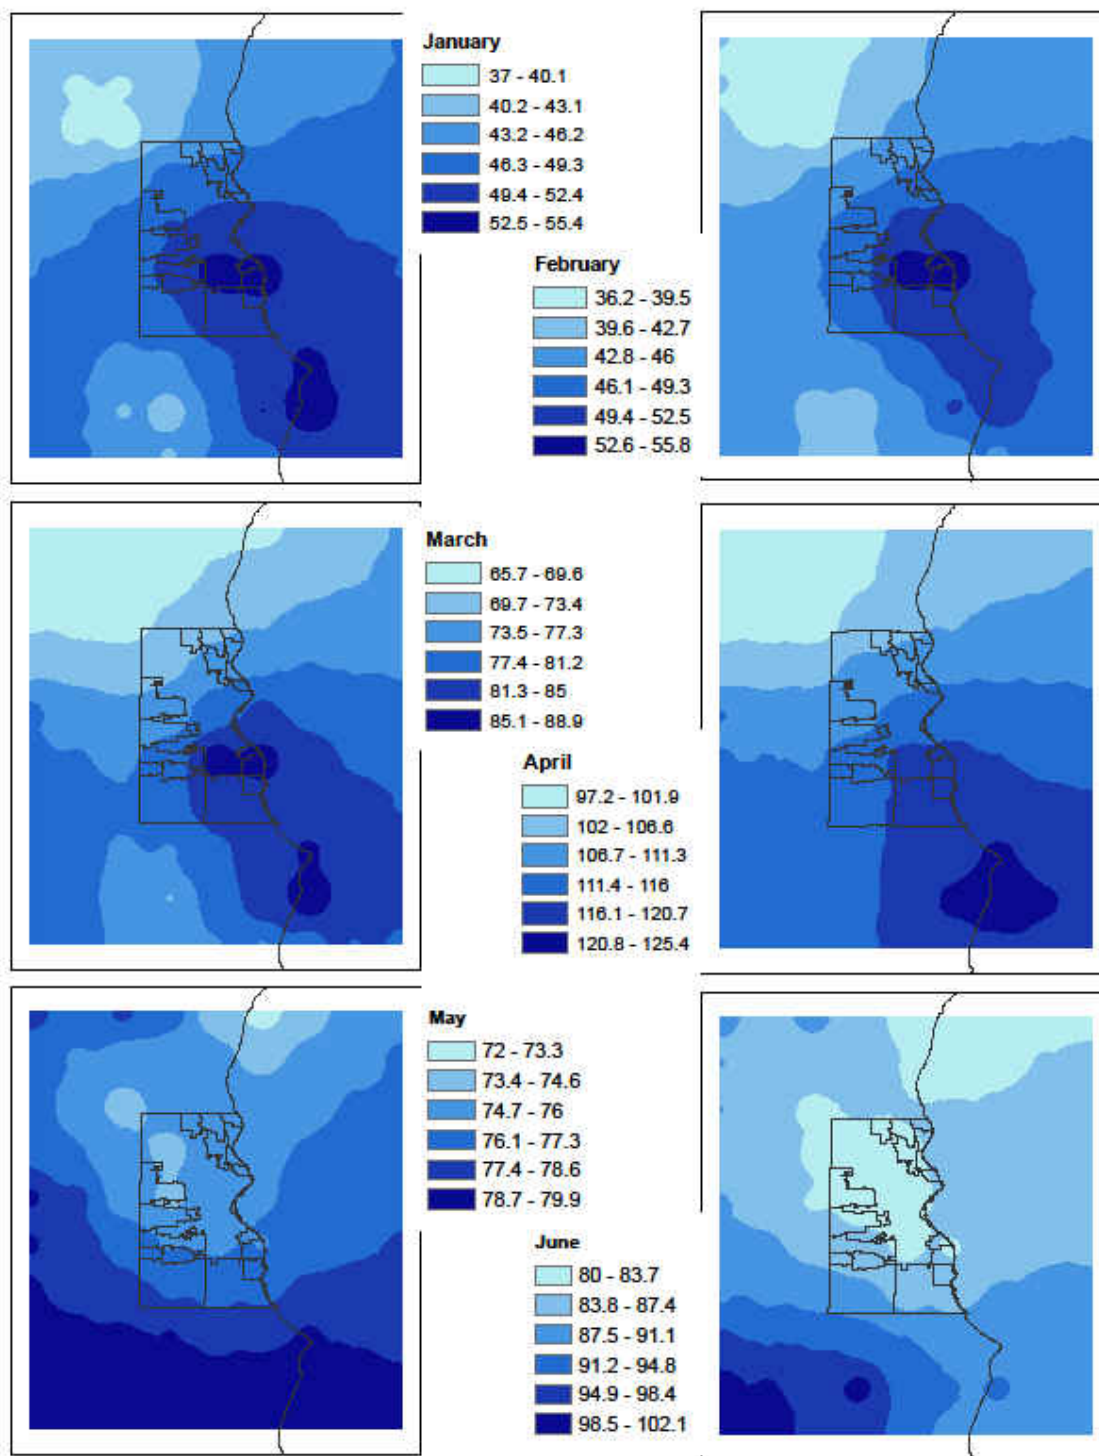 January
37 - 40.1
40.2 - 43.1
43.2 - 46.2
46.3 - 49.3
49.4 - 52.4
52.5 - 55.4
February
36.2 - 39.5
39.6 - 42.7
42.8 - 46
46.1 - 49.3
49.4 - 52.5
52.6 - 55.8
March
65.7 - 69.6
69.7 - 73.4
73.5 - 77.3
77.4 - 81.2
81.3 - 85
85.1 - 88.9
April
97.2 - 101.9
102 - 106.6
106.7 - 111.3
111.4 - 116
116.1 - 120.7
120.8 - 125.4
May
72 - 73.3
73.4 - 74.6
74.7 - 76
76.1 - 77.3
77.4 - 78.6
78.7 - 79.9
June
80 - 83.7
83.8 - 87.4
87.5 - 91.1
91.2 - 94.8
94.9 - 98.4
98.5 - 102.1